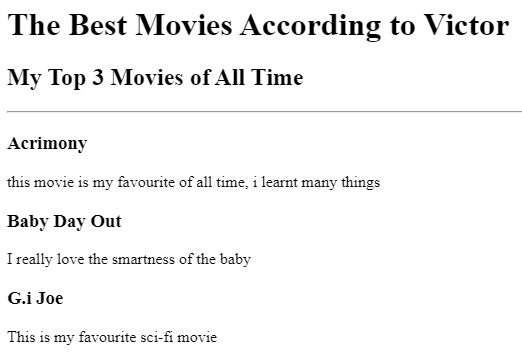 The Best Movies According to Victor
My Top 3 Movies of All Time
Acrimony
this movie is my favourite of all time, i learnt many things
Baby Day Out
I really love the smartness of the baby
G.i Joe
This is my favourite sci-fi movie